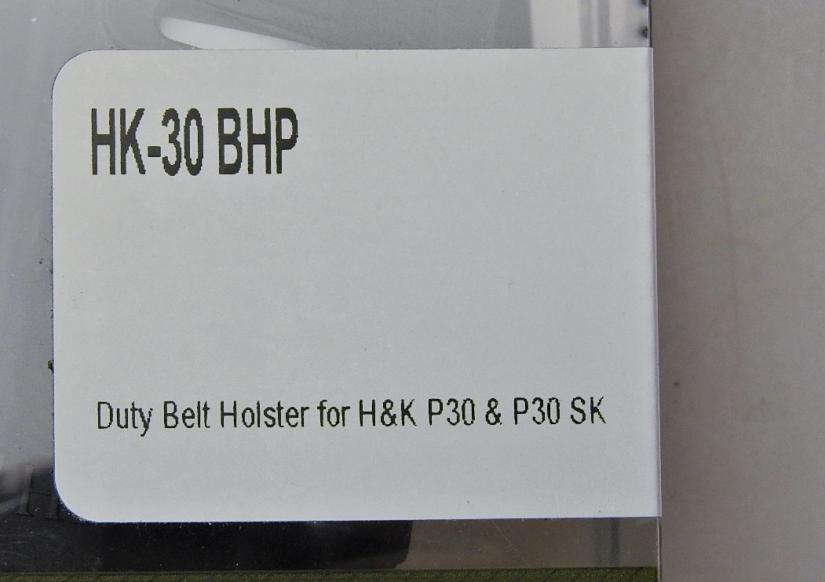 HK-30 BHP
Duty Belt Holster for H&K P30 & P30 SK